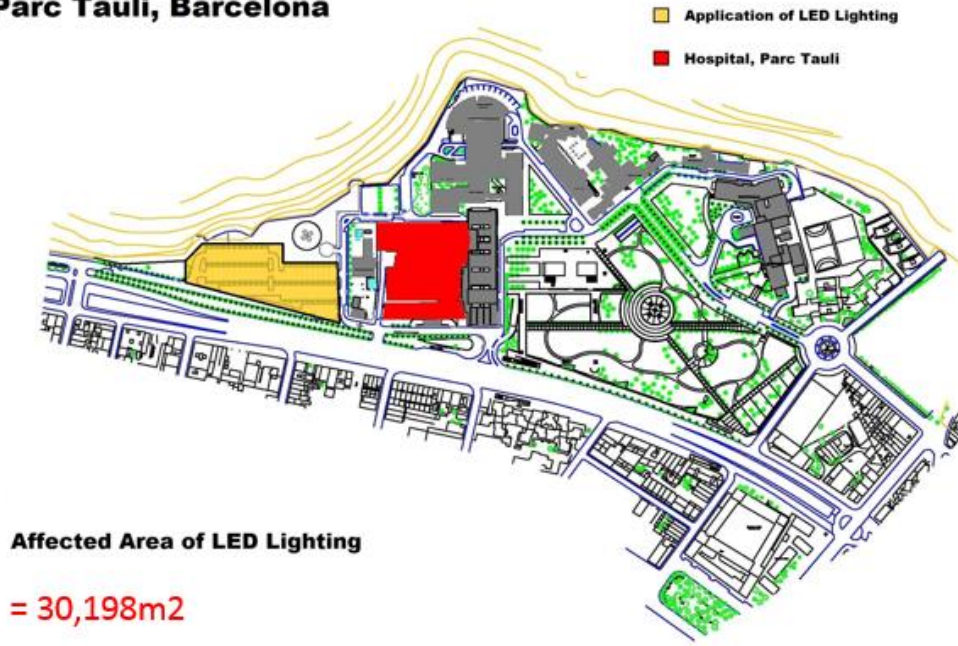 Parc Tauli, Barcelona
Application of LED Lighting
Hospital, Parc Tauli
Affected Area of LED Lighting
= 30,198m2